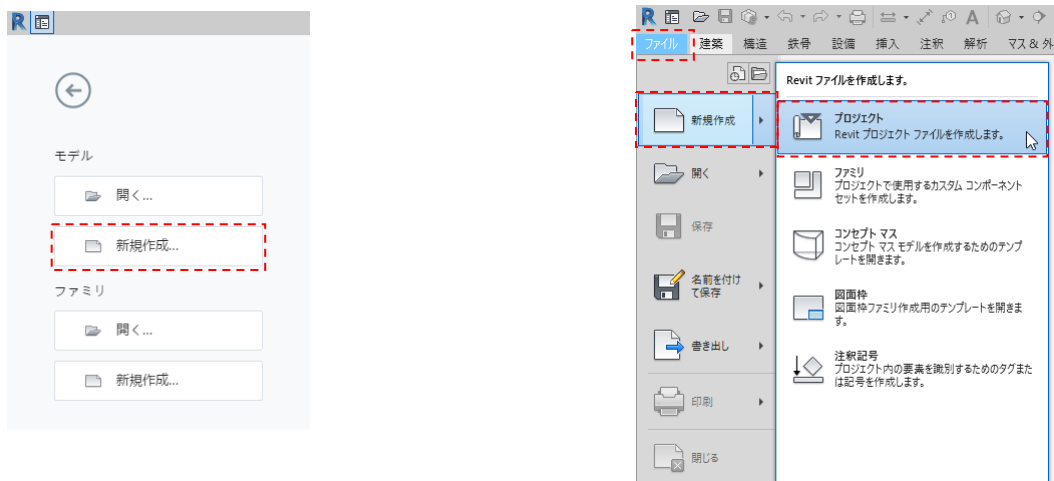 モデル
開く...
新規作成...
ファミリ
開く...
新規作成...
ファイル 建築 構造 鉄骨 設備 挿入 注釈 解析 マス & 外
新規作成
開く
保存
名前を付け
て保存
書き出し
印刷
閉じる
Revit ファイルを作成します。
プロジェクト
Revit プロジェクト ファイルを作成します。
ファミリ
プロジェクトで使用するカスタム コンポーネント
セットを作成します。
コンセプト マス
コンセプト マス モデルを作成するためのテンプ
レートを開きます。
図面枠
図面枠ファミリ作成用のテンプレートを開きま
す。
注釈記号
プロジェクト内の要素を識別するためのタグまた
は記号を作成します。